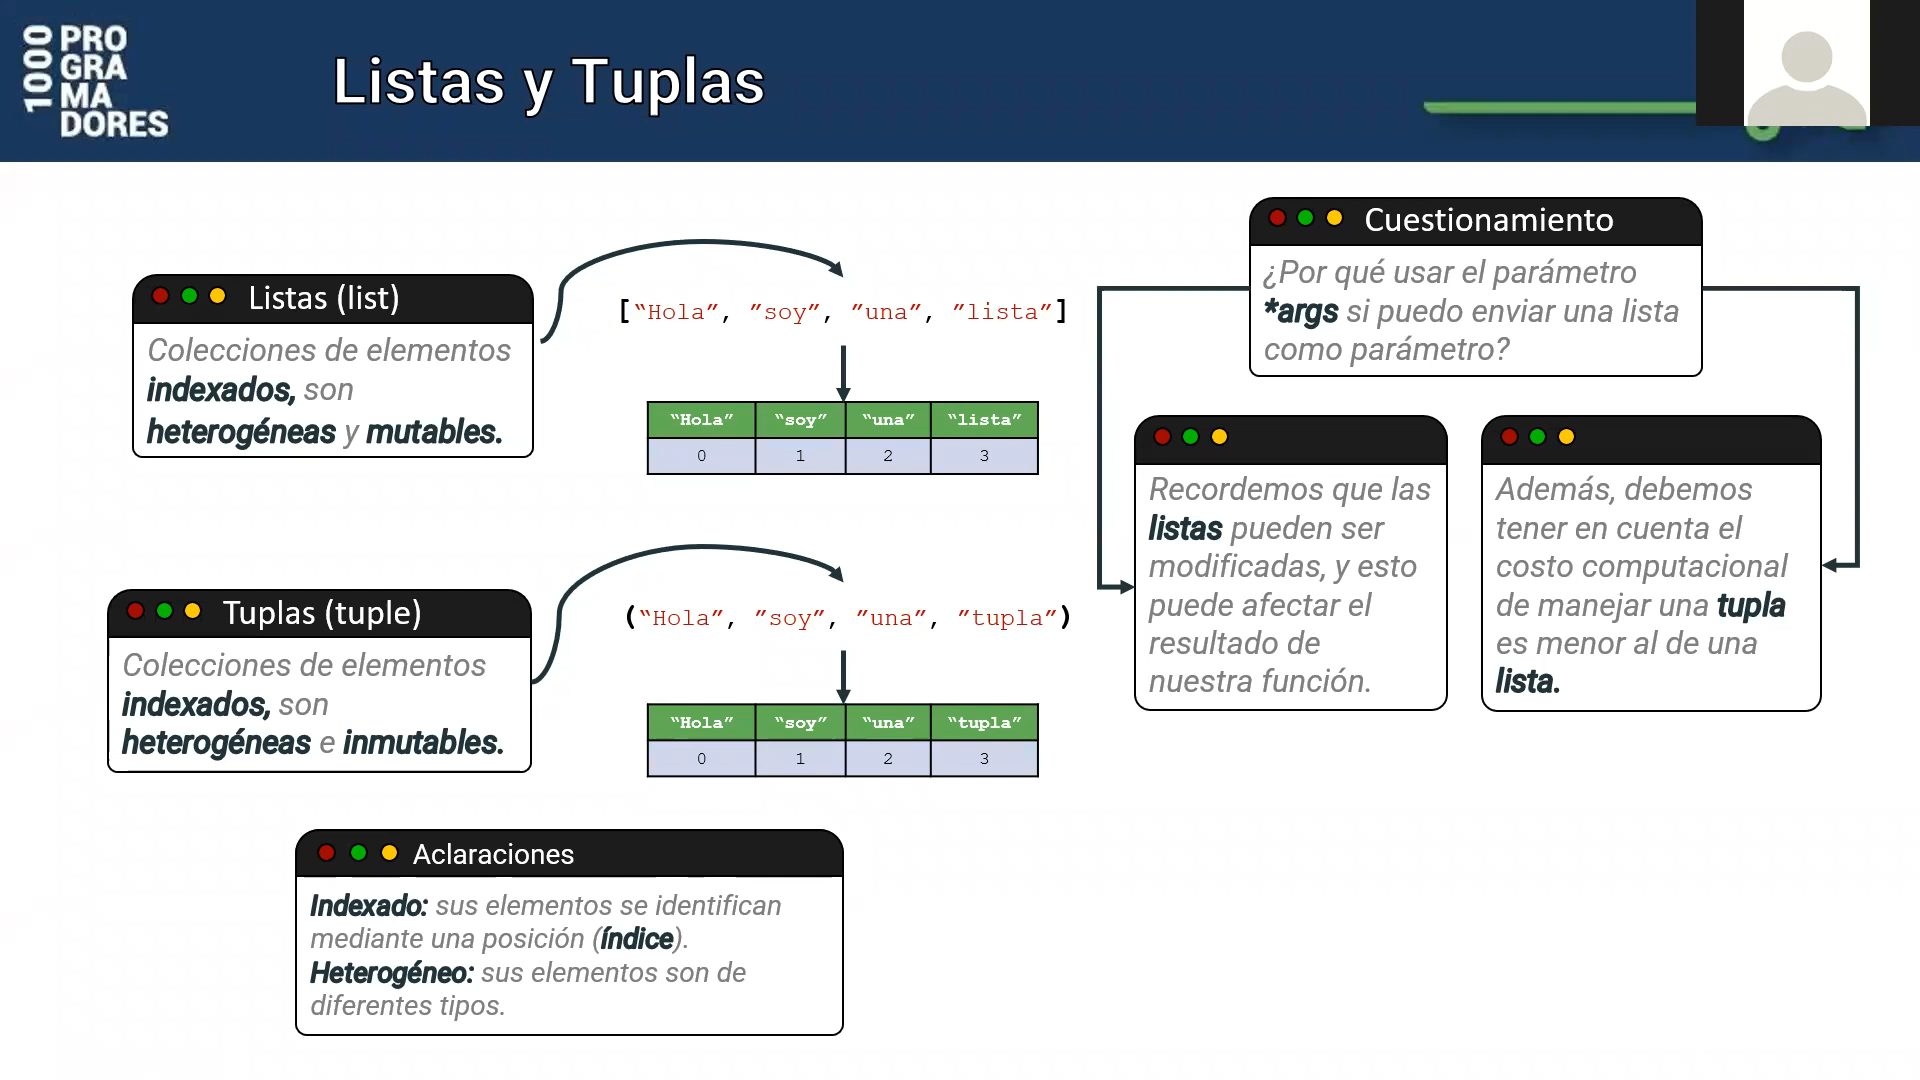 1000
PRO
GRA
MA
DORES
Listas y Tuplas
Listas (list)
Colecciones de elementos
indexados, son
heterogéneas y mutables.
[“Hola”, ”soy”, ”una”, ”lista”]
“Hola” “soy” “una” “lista”
0 1 2 3
Tuplas (tuple)
Colecciones de elementos
indexados, son
heterogéneas e inmutables.
(“Hola”, ”soy”, ”una”, ”tupla”)
“Hola” “soy” “una” “tupla”
0 1 2 3
Aclaraciones
Indexado: sus elementos se identifican
mediante una posición (índice).
Heterogéneo: sus elementos son de
diferentes tipos.
Cuestionamiento
¿Por qué usar el parámetro
*args si puedo enviar una lista
como parámetro?
Recordemos que las
listas pueden ser
modificadas, y esto
puede afectar el
resultado de
nuestra función.
Además, debemos
tener en cuenta el
costo computacional
de manejar una tupla
es menor al de una
lista.